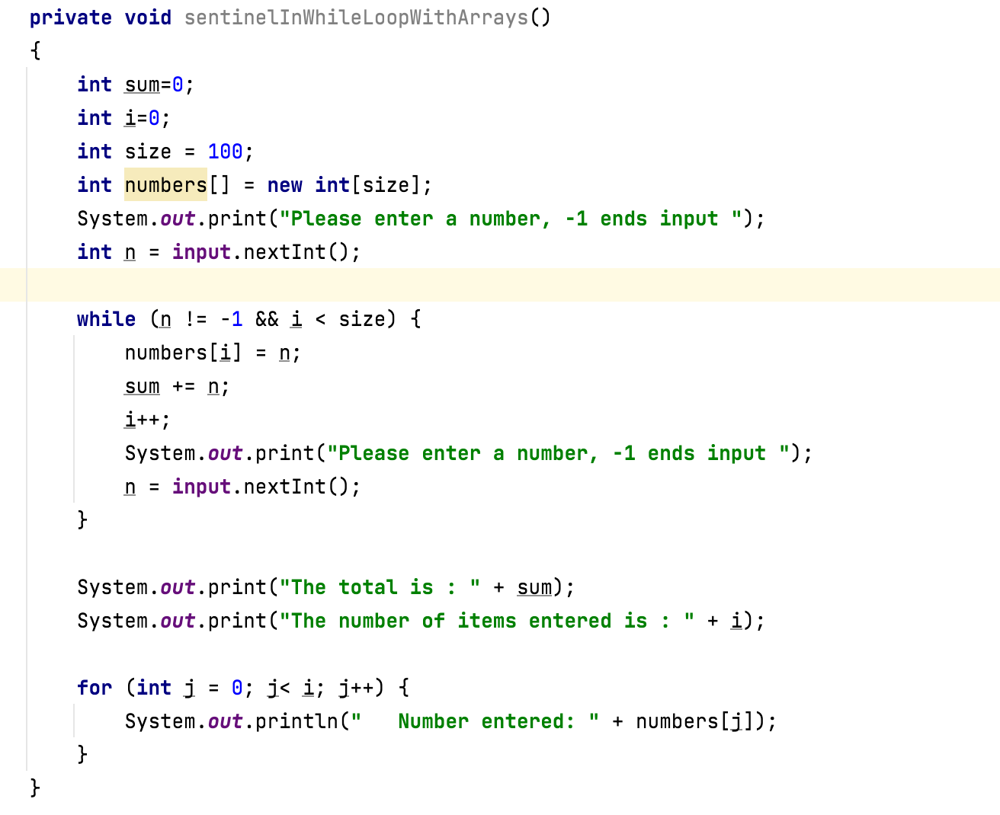 private void sentinelInWhileLoopWithArrays()
{
    int sum=0;
    int i=0;
    int size = 100;
    int numbers[] = new int[size];
    System.out.print("Please enter a number, -1 ends input ");
    int n = input.nextInt();

    while (n != -1 && i < size) {
        numbers[i] = n;
        sum += n;
        i++;
        System.out.print("Please enter a number, -1 ends input ");
        n = input.nextInt();
    }

    System.out.print("The total is : " + sum);
    System.out.print("The number of items entered is : " + i);

    for (int j = 0; j< i; j++) {
        System.out.println("   Number entered: " + numbers[j]);
    }
}